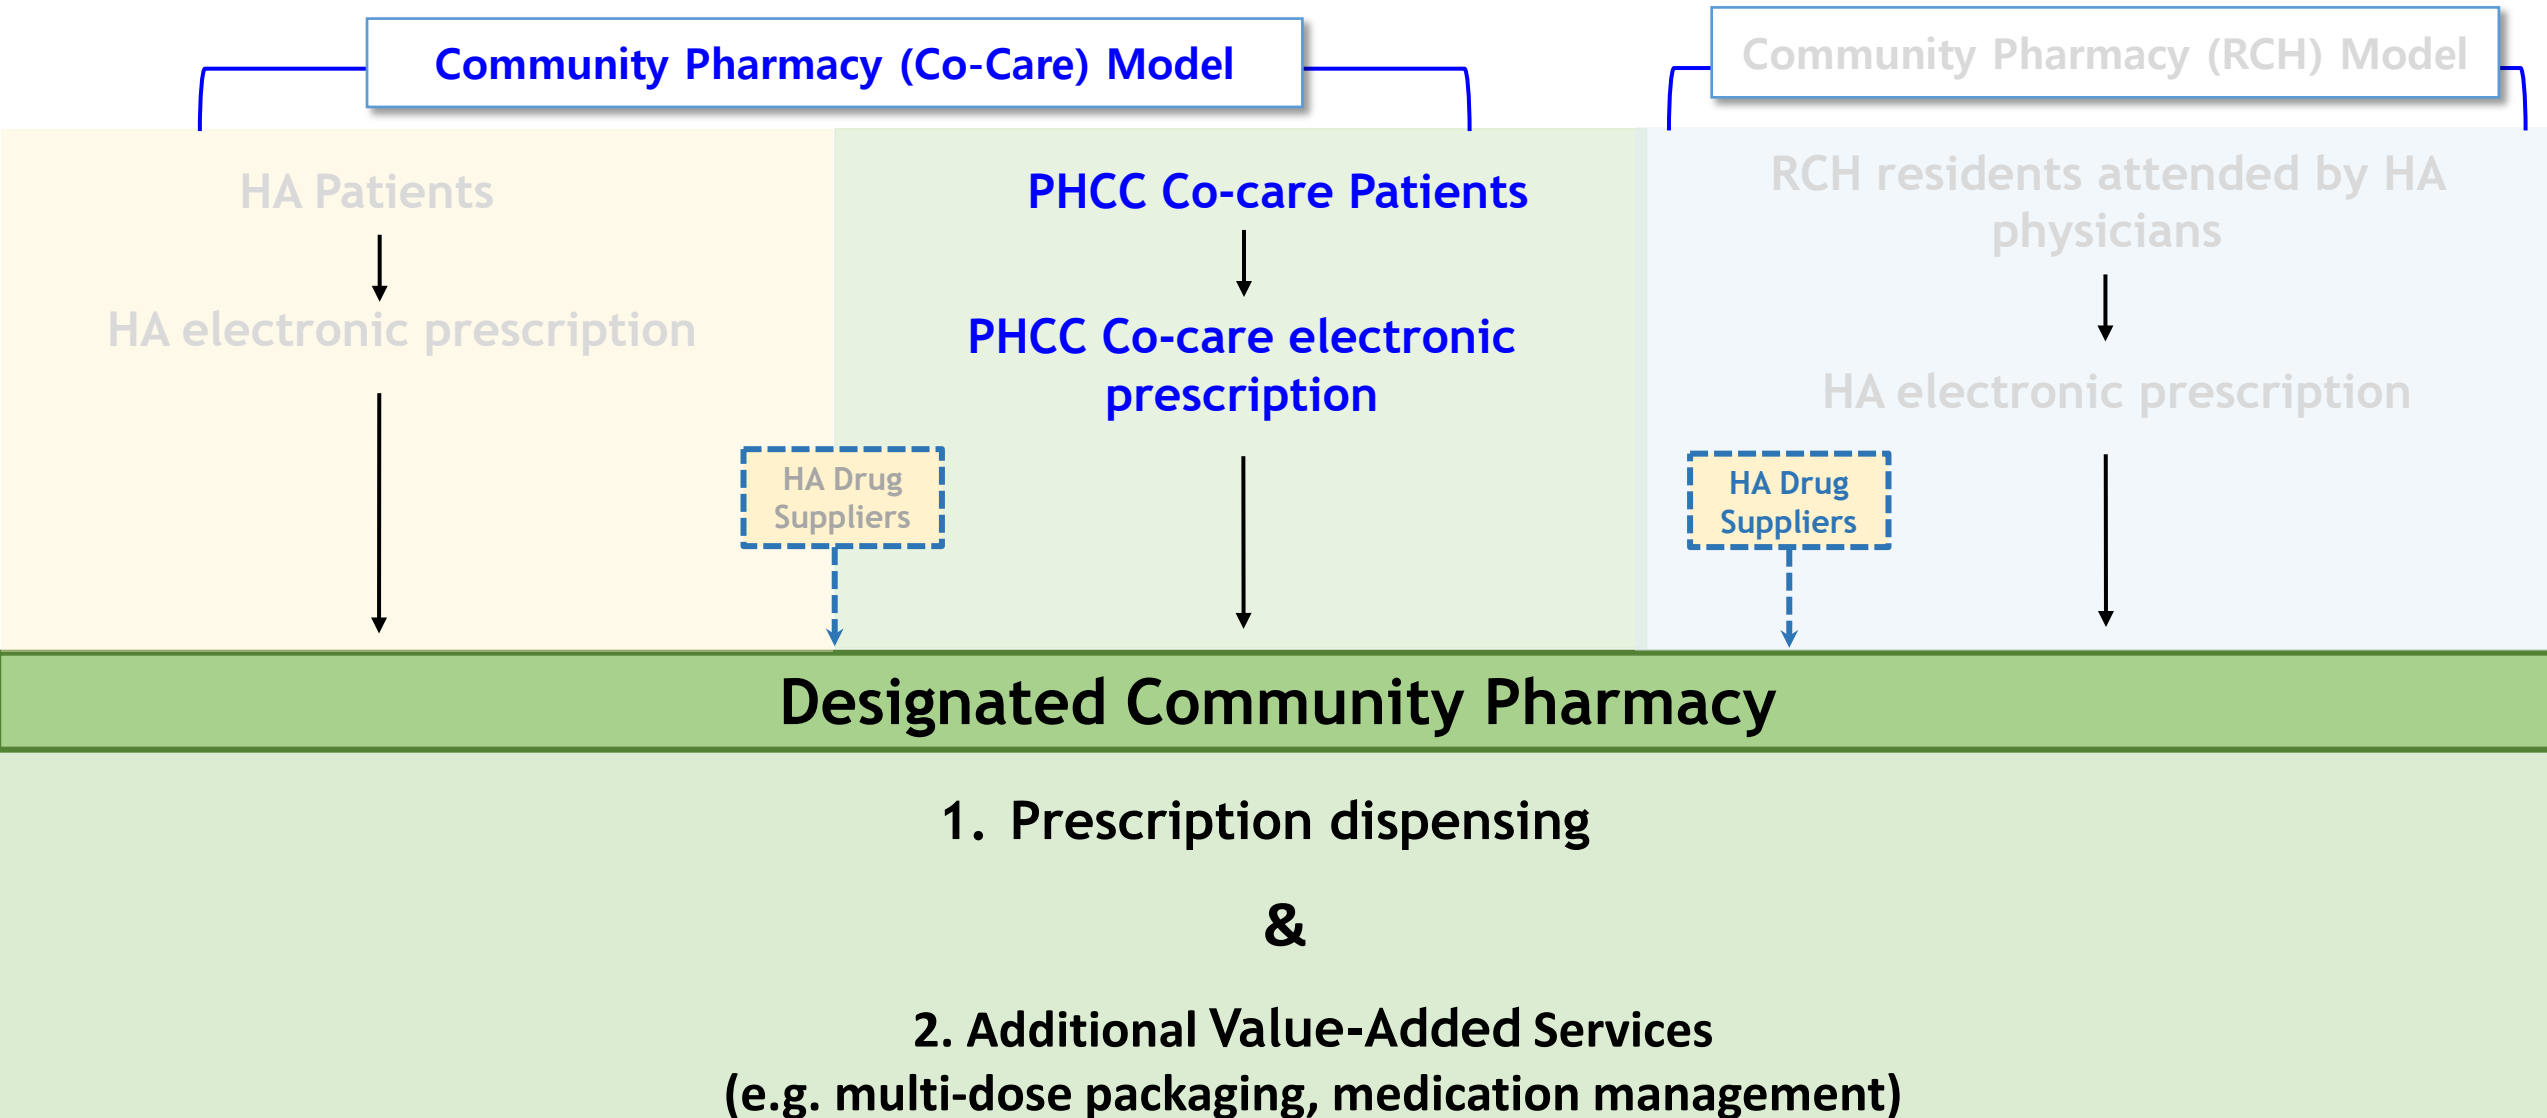 Community Pharmacy (Co-Care) Model
Community Pharmacy (RCH) Model
HA Patients
HA electronic prescription
PHCC Co-care Patients
PHCC Co-care electronic
prescription
RCH residents attended by HA
physicians
HA electronic prescription
HA Drug
Suppliers
HA Drug
Suppliers
Designated Community Pharmacy
1. Prescription dispensing
&
2. Additional Value-Added Services
(e.g. multi-dose packaging, medication management)